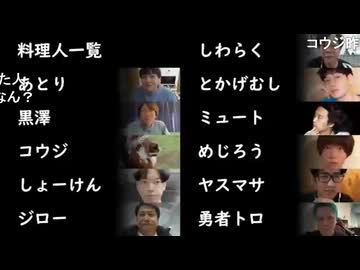 料理人一覧
あとり
黒澤
コウジ
しょーけん
ジロー
しわらく
とかげむし
ミュート
めじろう
ヤスマサ
勇者トロ
コウジ昨
た人
なん？